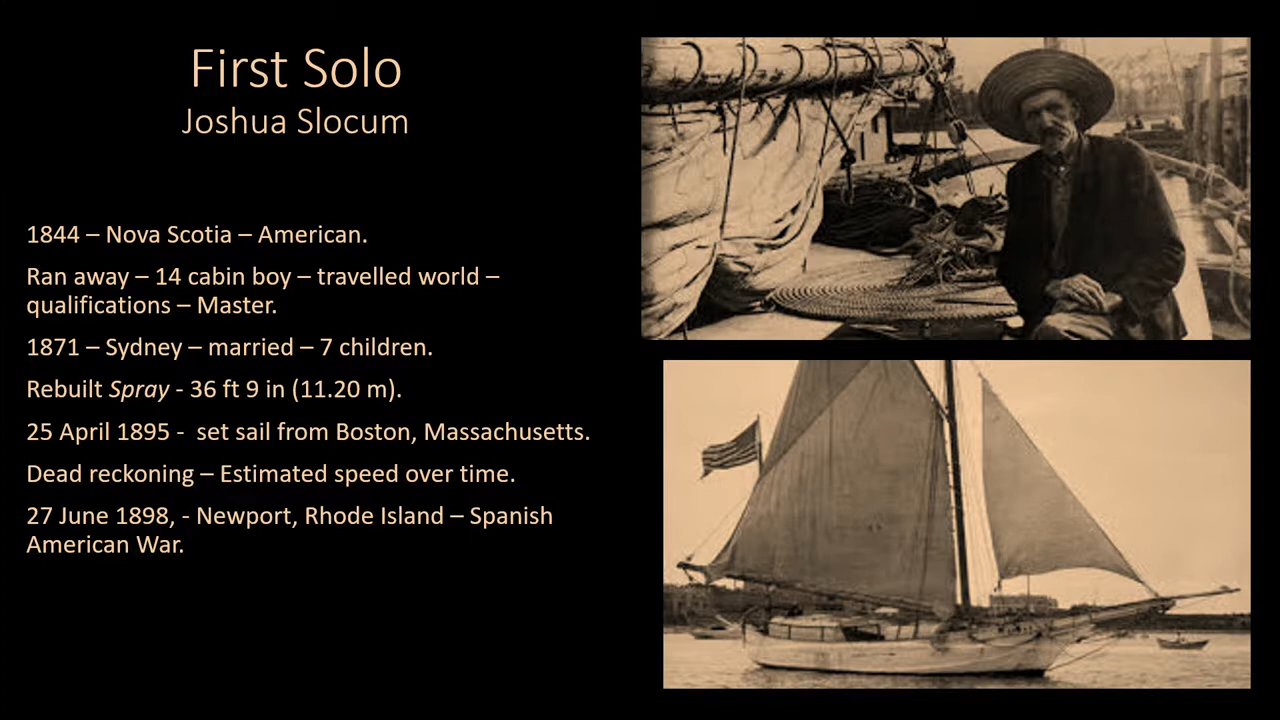 First Solo
Joshua Slocum
1844 – Nova Scotia – American.
Ran away – 14 cabin boy – travelled world –
qualifications – Master.
1871 – Sydney – married – 7 children.
Rebuilt Spray - 36 ft 9 in (11.20 m).
25 April 1895 -  set sail from Boston, Massachusetts.
Dead reckoning – Estimated speed over time.
27 June 1898, - Newport, Rhode Island – Spanish
American War.